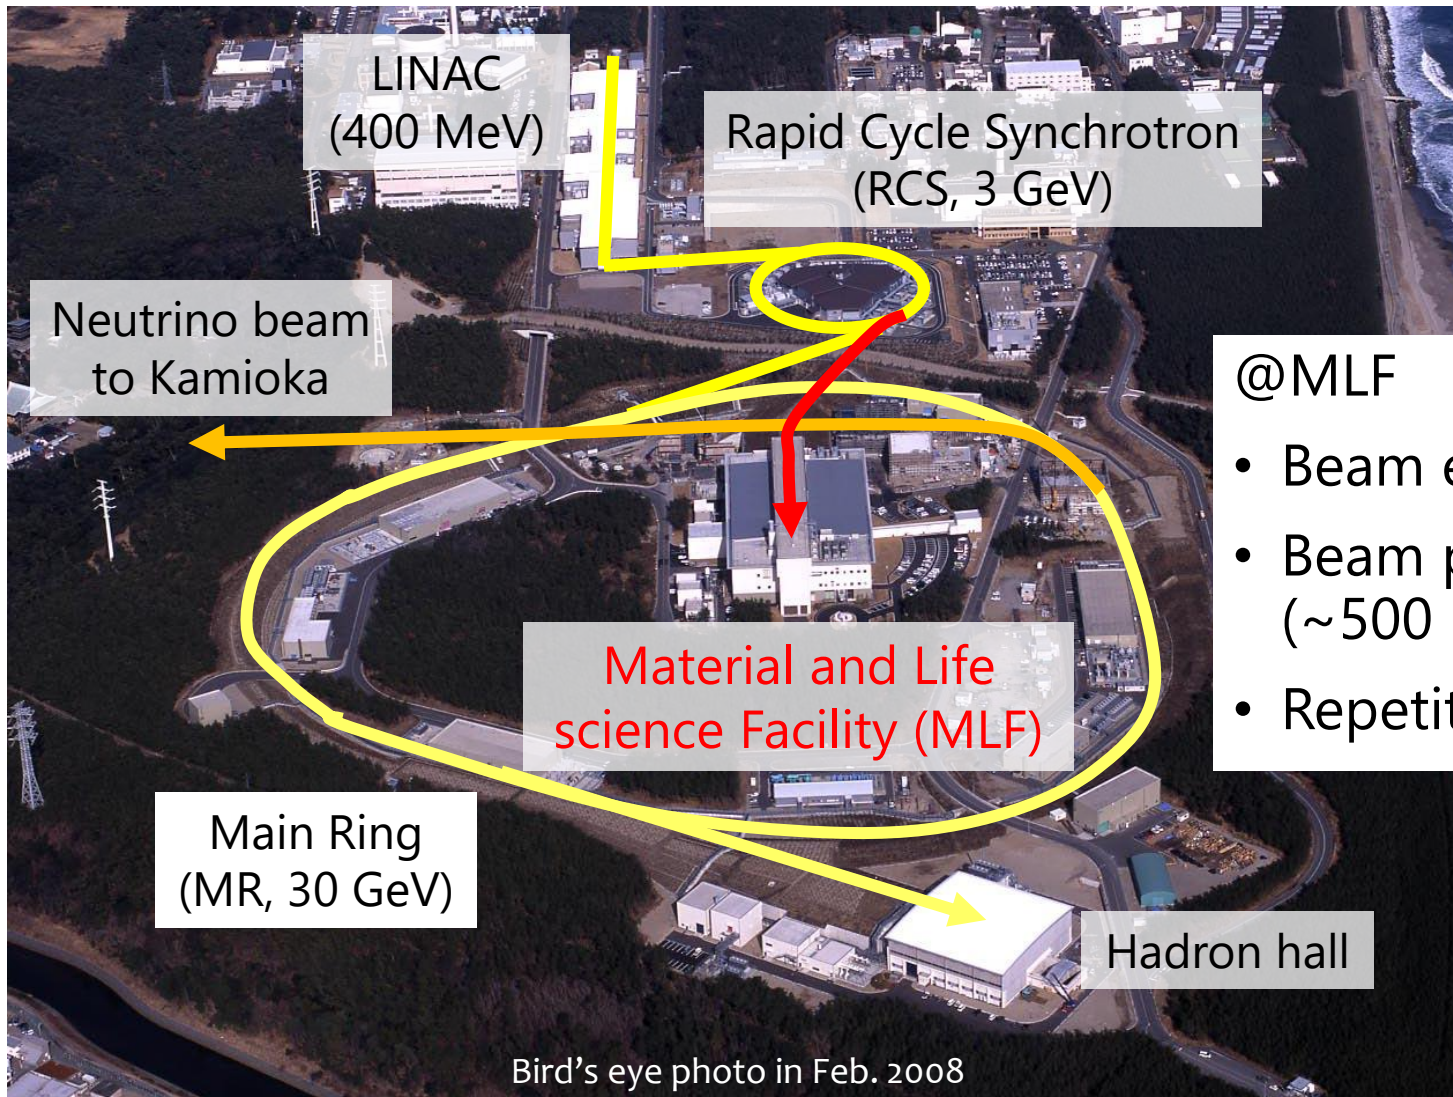 LINAC
(400 MeV)
Rapid Cycle Synchrotron
(RCS, 3 GeV)
Neutrino beam
to Kamioka
@MLF
• Beam
• Beam
(~500
•
Material and Life
science Facility (MLF)
Main Ring
(MR, 30 GeV)
Hadron hall
Bird's eye photo in Feb. 2008